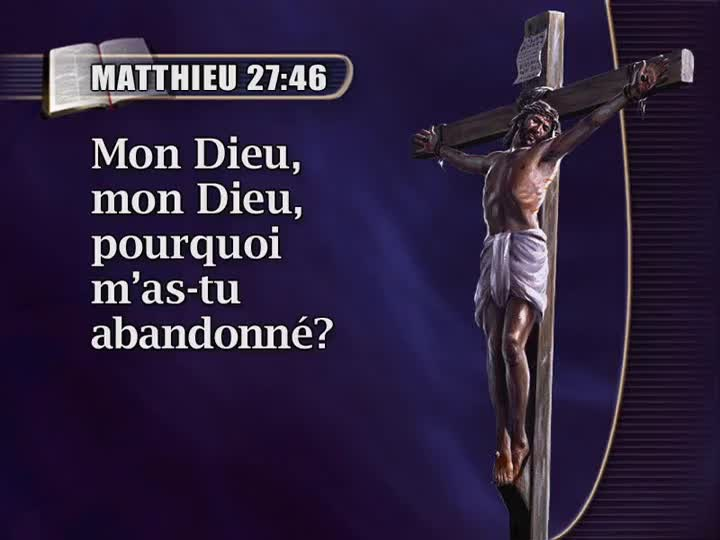 MATTHIEU 27:46
Mon Dieu,
mon Dieu,
pourquoi
m'as-tu
abandonné?